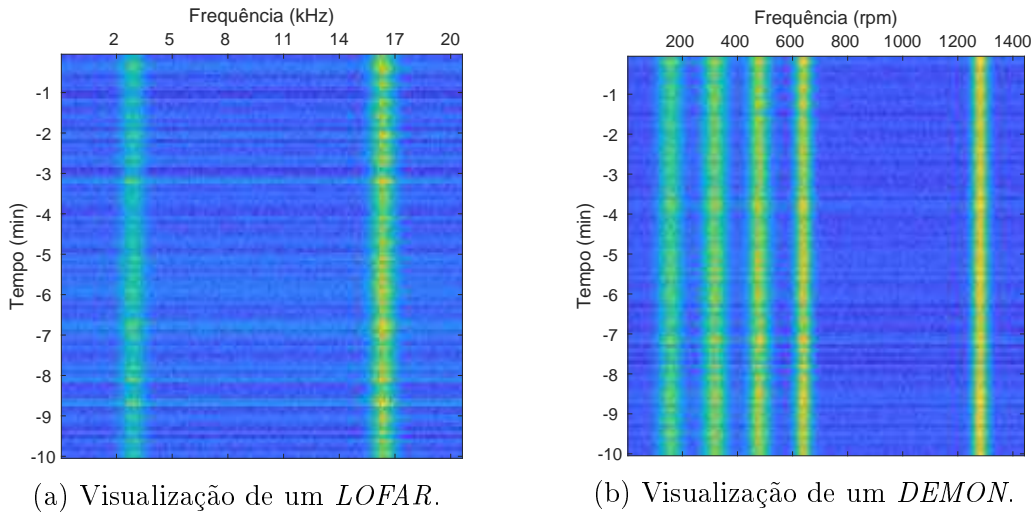 Frequência (kHz)
2 5 8 11 14 17 20
Tempo (min)
-1
-2
-3
-4
-5
-6
-7
-8
-9
-10
(a) Visualização de um LOFAR.
Frequência (rpm)
200 400 600 800 1000 1200 1400
Tempo (min)
-1
-2
-3
-4
-5
-6
-7
-8
-9
-10
(b) Visualização de um DEMON.